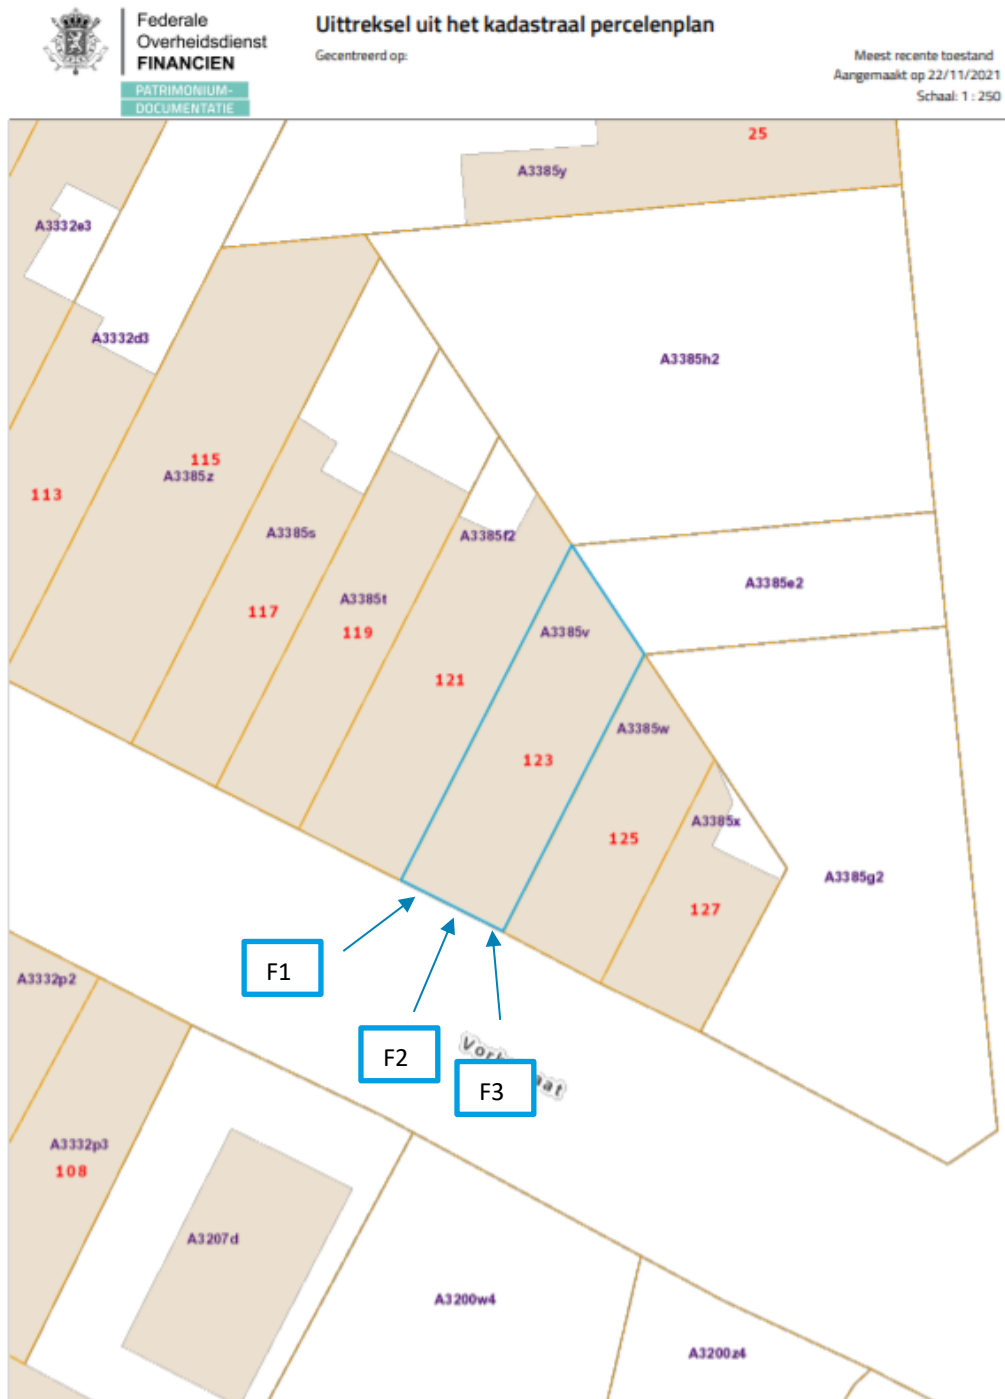 Federale
Overheidsdienst
FINANCIEN
PATRIMONIUM-
DOCUMENTATIE
Uittreksel uit het kadastraal percelenplan
Gecentreerd op:
Meest recente toestand
Aangemaakt op 22/11/2021
Schaal: 1 : 250
25
A3385y
A3332e3
A3332d3
A3385h2
115
A3385z
113
A3385s
A3385f2
A3385e2
A3385t
117
119
A3385v
121
A3385w
123
A3385x
125
A3385g2
127
F1
A3332p2
F2
F3
A3332p3
108
A3207d
A3200w4
A3200z4